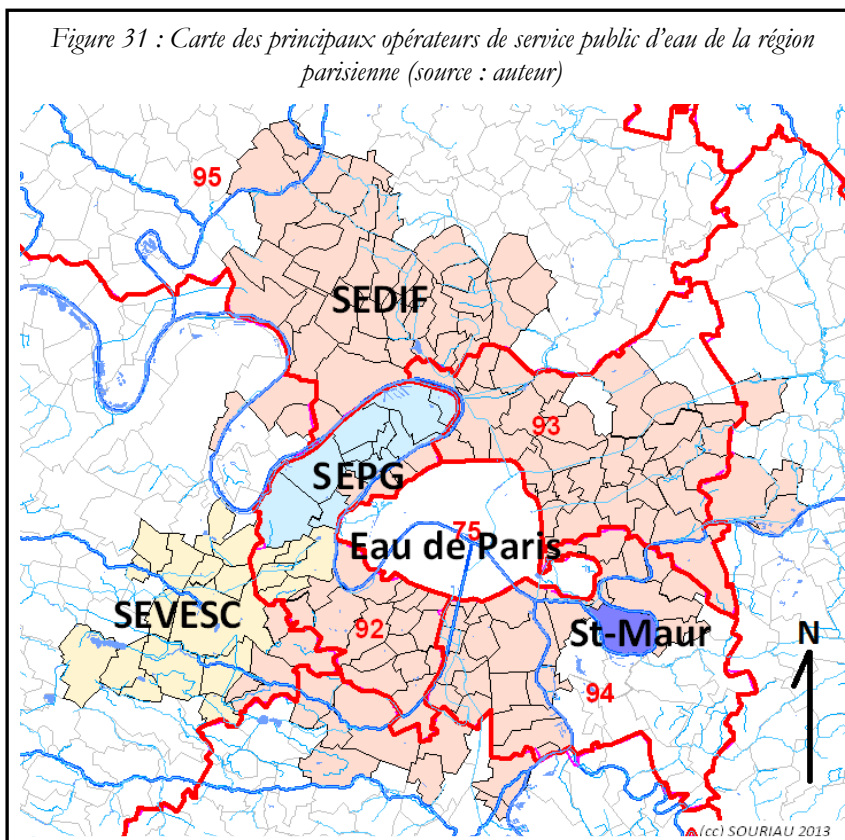 Figure 31 : Carte des principaux opérateurs de service public d’eau de la région
parisienne (source : auteur)
95
SEDIF
93
SEPG
75
Eau de Paris
SEVESC
92
St-Maur
N
94
(cc) SOURIAU 2013